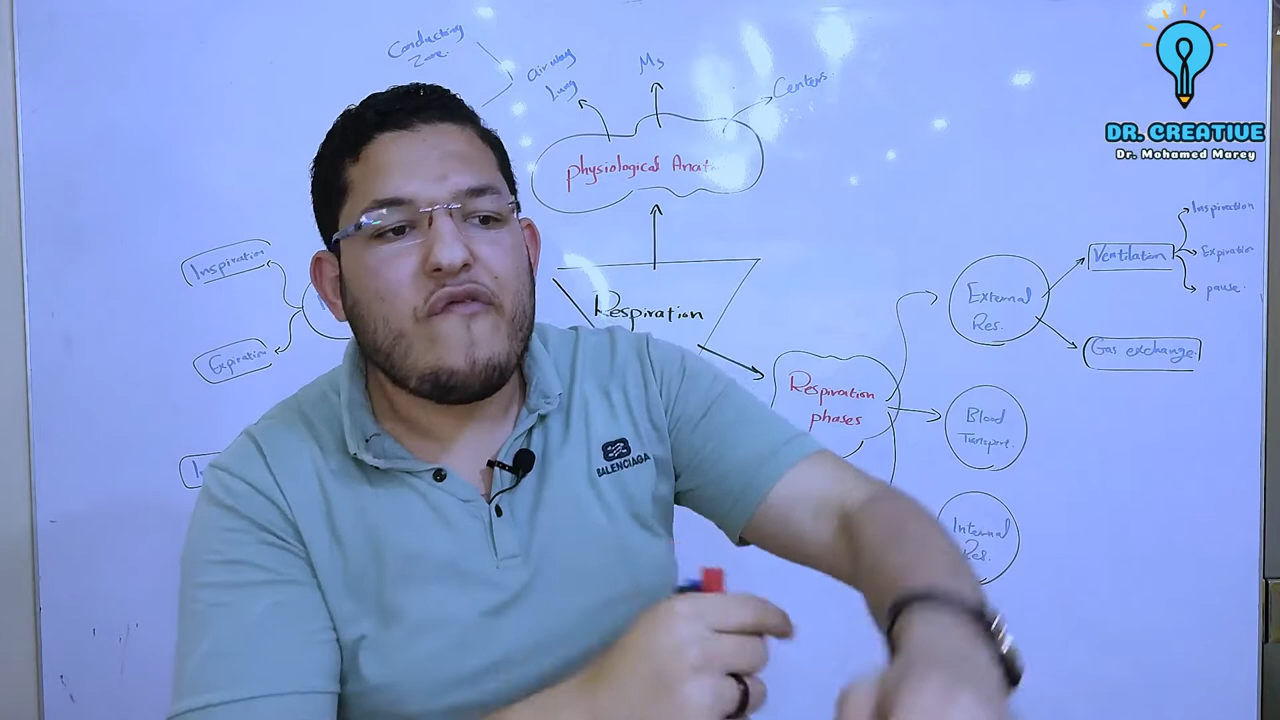 Conducting
Zone.
airway
Lung
Ms
Centers.
physiological
DR. CREATIVE
Dr. Mohamed Marey
Inspiration
Ventilation
Expiration
pause.
Inspiration
External
Res.
Respiration
Expiration
Gas exchange.
Respiration
phases
Blood
Transport.
BALENCIAGA
Internal
Res.